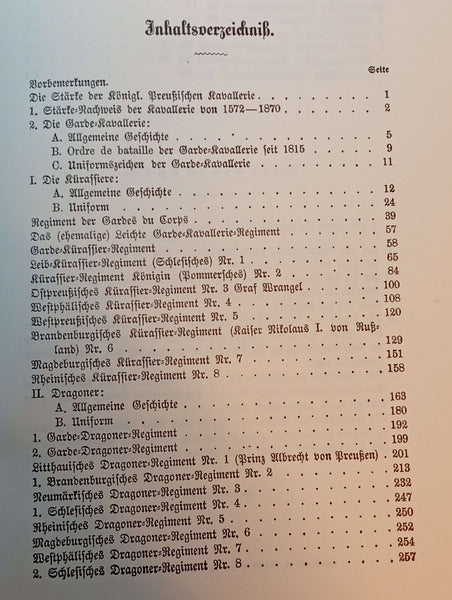 Inhaltsverzeichniß.
Seite
Vorbemerkungen.
Die Stärke der Königl. Preußischen Kavallerie . . . . . . . . 1
1. Stärke-Nachweis der Kavallerie von 1572—1870 . . . . . . . 2
2. Die Garde-Kavallerie:
A. Allgemeine Geschichte . . . . . . . . . . . 5
B. Ordre de bataille der Garde-Kavallerie seit 1815 . . . . . 9
C. Uniformszeichen der Garde-Kavallerie . . . . . . . 11
I. Die Kürassiere:
A. Allgemeine Geschichte . . . . . . . . . . . 12
B. Uniform . . . . . . . . . . . . . . 24
Regiment der Gardes du Corps . . . . . . . . . . . 39
Das (ehemalige) Leichte Garde-Kavallerie-Regiment . . . . . . 57
Garde-Kürassier-Regiment . . . . . . . . . . . . 58
Leib-Kürassier-Regiment (Schlesisches) Nr. 1 . . . . . . . . 65
Kürassier-Regiment Königin (Pommersches) Nr. 2 . . . . . . . 84
Ostpreußisches Kürassier-Regiment Nr. 3 Graf Wrangel . . . . . 100
Westphälisches Kürassier-Regiment Nr. 4 . . . . . . . . . 108
Westpreußisches Kürassier-Regiment Nr. 5 . . . . . . . . . 120
Brandenburgisches Kürassier-Regiment (Kaiser Nikolaus I. von Ruß-
land) Nr. 6 . . . . . . . . . . . . . . 129
Magdeburgisches Kürassier-Regiment Nr. 7 . . . . . . . . . 151
Rheinisches Kürassier-Regiment Nr. 8 . . . . . . . . . . 158
II. Dragoner:
A. Allgemeine Geschichte . . . . . . . . . . . 163
B. Uniform . . . . . . . . . . . . . . 180
1. Garde-Dragoner-Regiment . . . . . . . . . . . . 192
2. Garde-Dragoner-Regiment . . . . . . . . . . . . 199
Litthauisches Dragoner-Regiment Nr. 1 (Prinz Albrecht von Preußen) . 201
1. Brandenburgisches Dragoner-Regiment Nr. 2 . . . . . . . 213
Neumärkisches Dragoner-Regiment Nr. 3 . . . . . . . . . 232
1. Schlesisches Dragoner-Regiment Nr. 4 . . . . . . . . . 247
Rheinisches Dragoner-Regiment Nr. 5 . . . . . . . . . . 250
Magdeburgisches Dragoner-Regiment Nr. 6 . . . . . . . . . 252
Westphälisches Dragoner-Regiment Nr. 7 . . . . . . . . . 254
2. Schlesisches Dragoner-Regiment Nr. 8 . . . . . . . . . 257